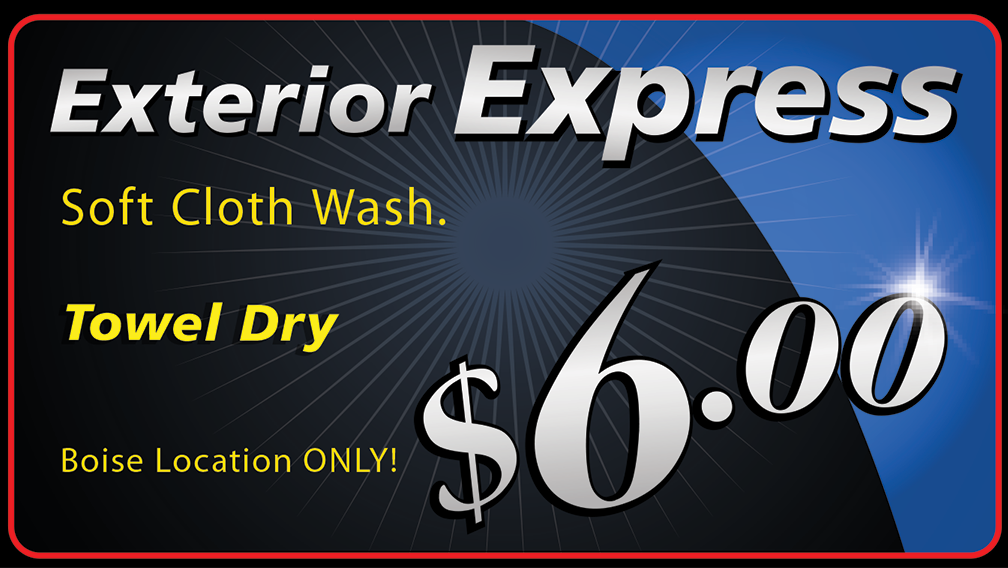 Exterior Express
Soft Cloth Wash.
Towel Dry
$6.00
Boise Location ONLY!